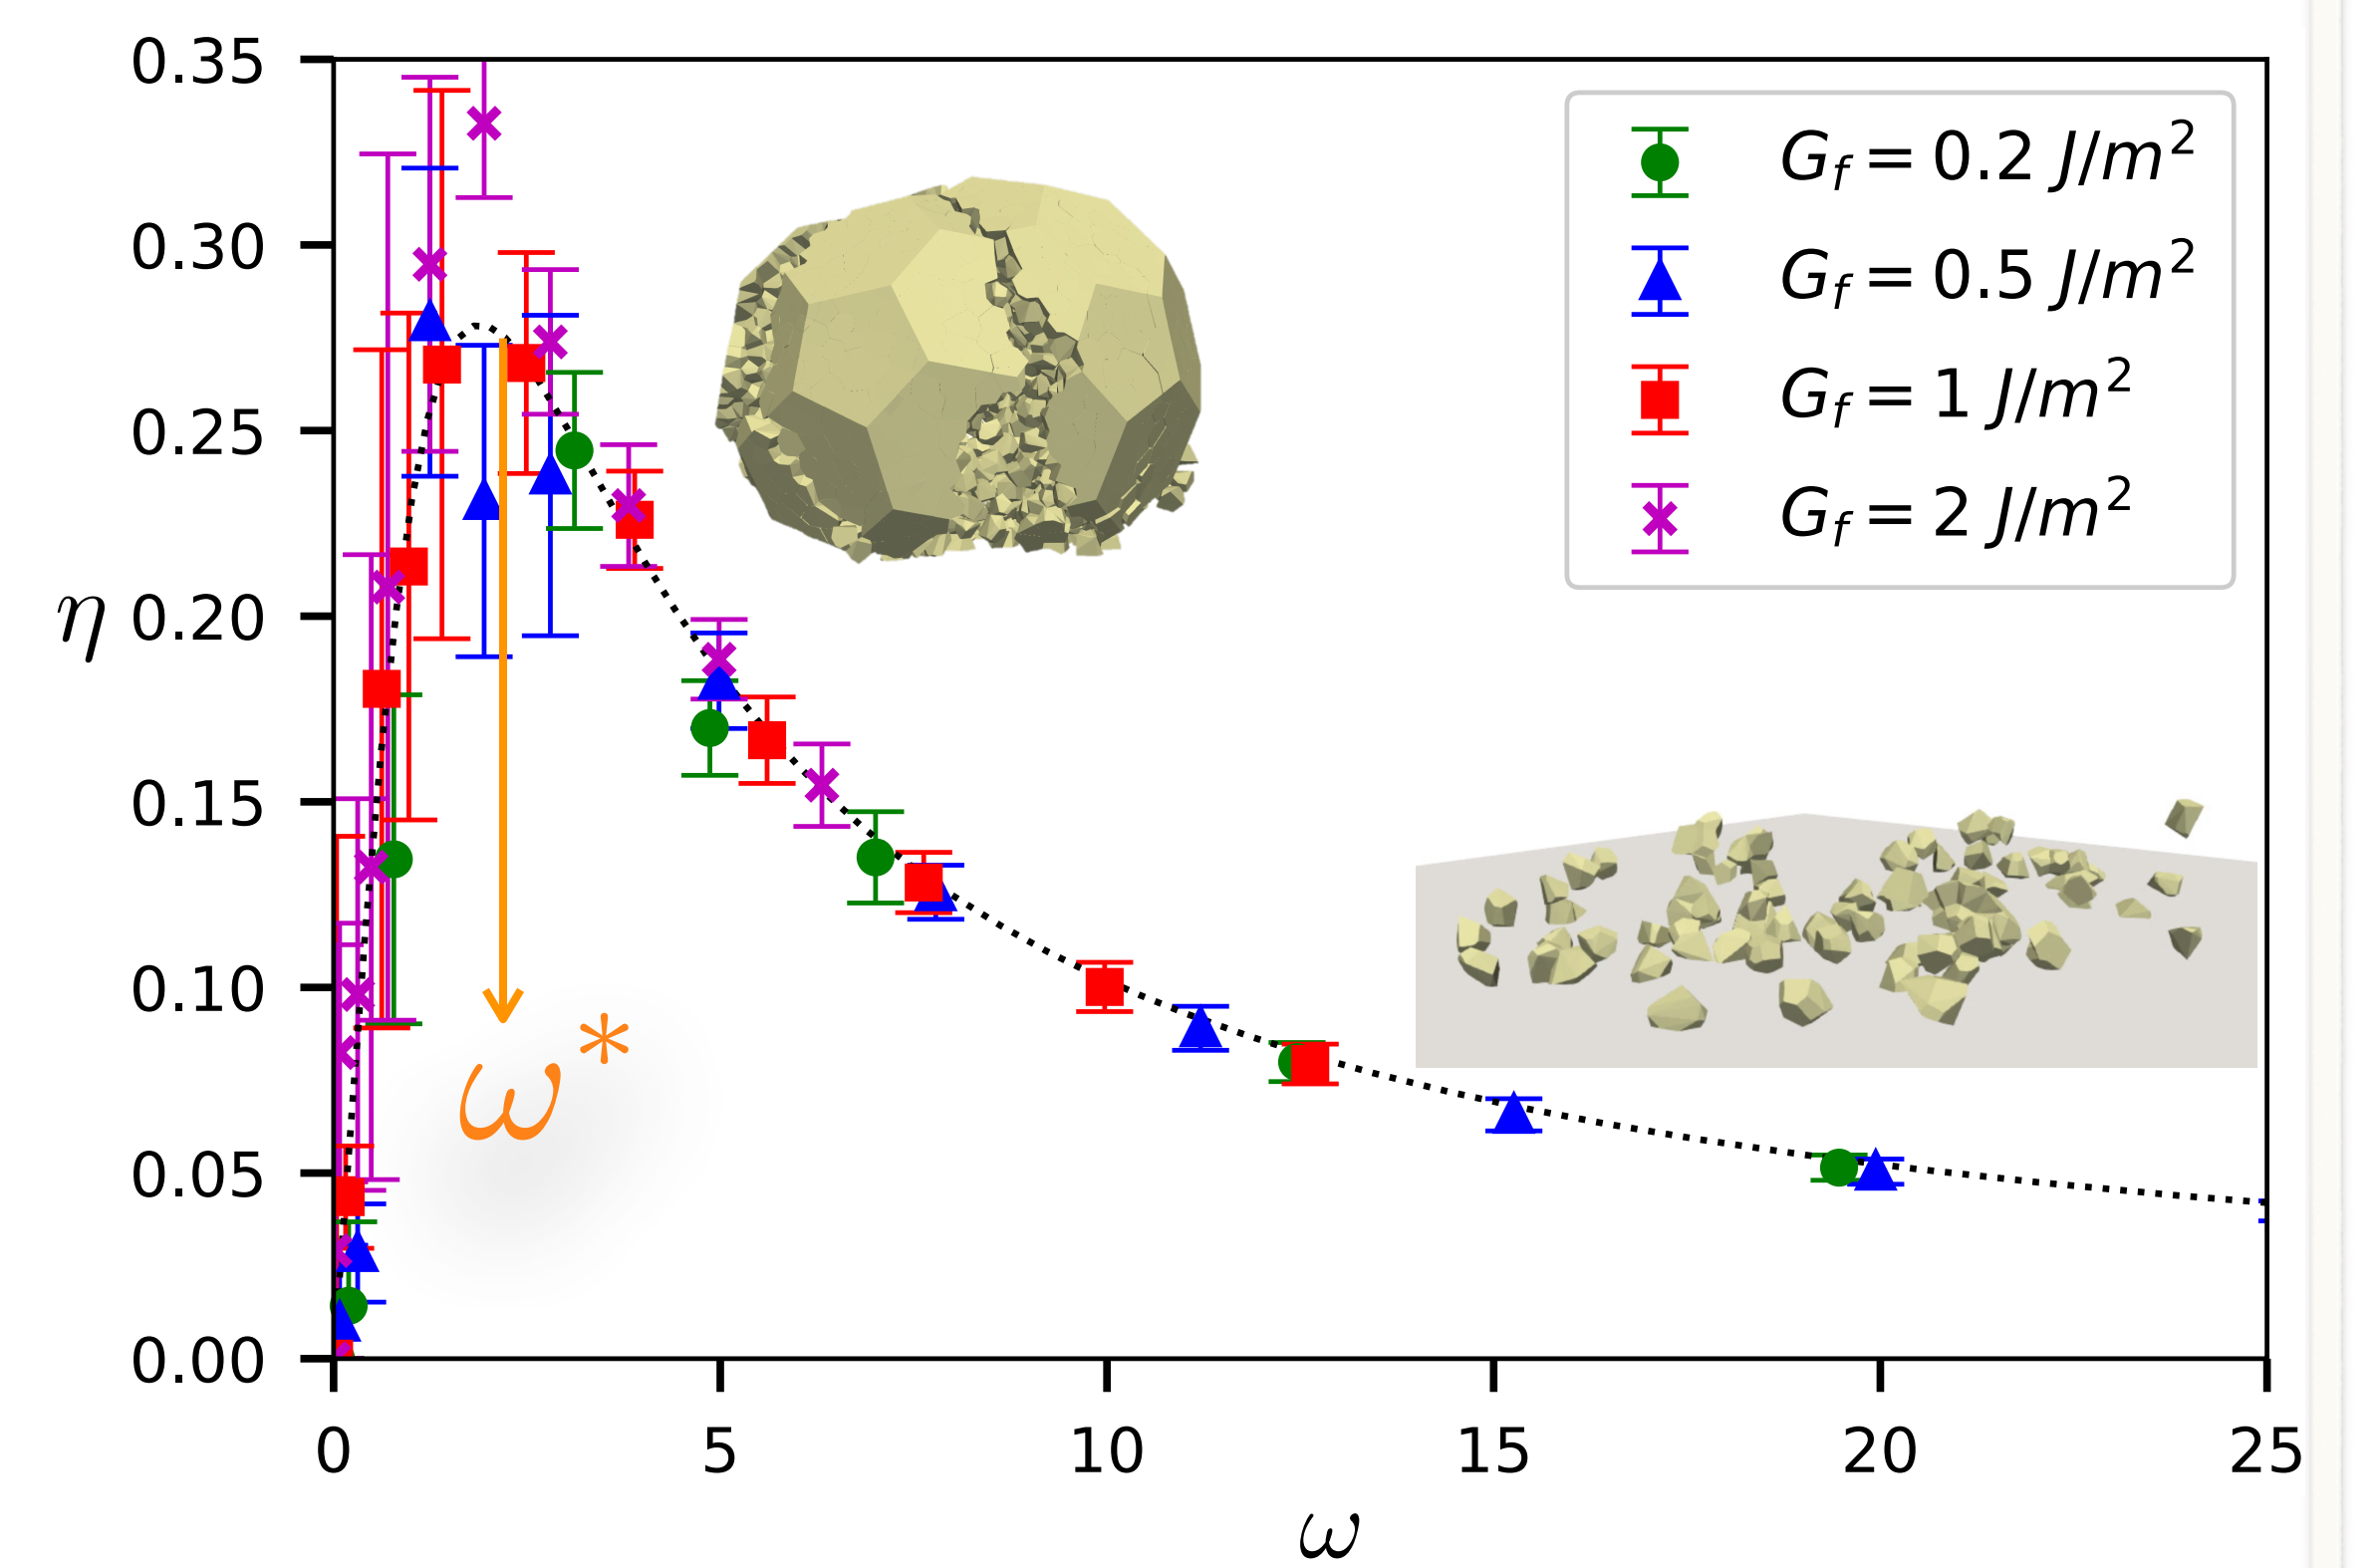 0.35
0.30
0.25
0.20
0.15
0.10
0.05
0.00
η
G_f = 0.2 J/m²
G_f = 0.5 J/m²
G_f = 1 J/m²
G_f = 2 J/m²
ω*
0 5 10 15 20 25
ω